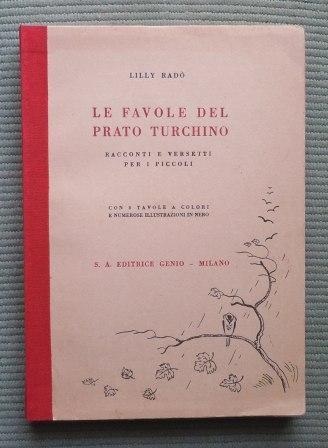 LILLY RADÓ
LE FAVOLE DEL
PRATO TURCHINO
RACCONTI E VERSETTI
PER I PICCOLI
CON 8 TAVOLE A COLORI
E NUMEROSE ILLUSTRAZIONI IN NERO
S. A. EDITRICE GENIO – MILANO